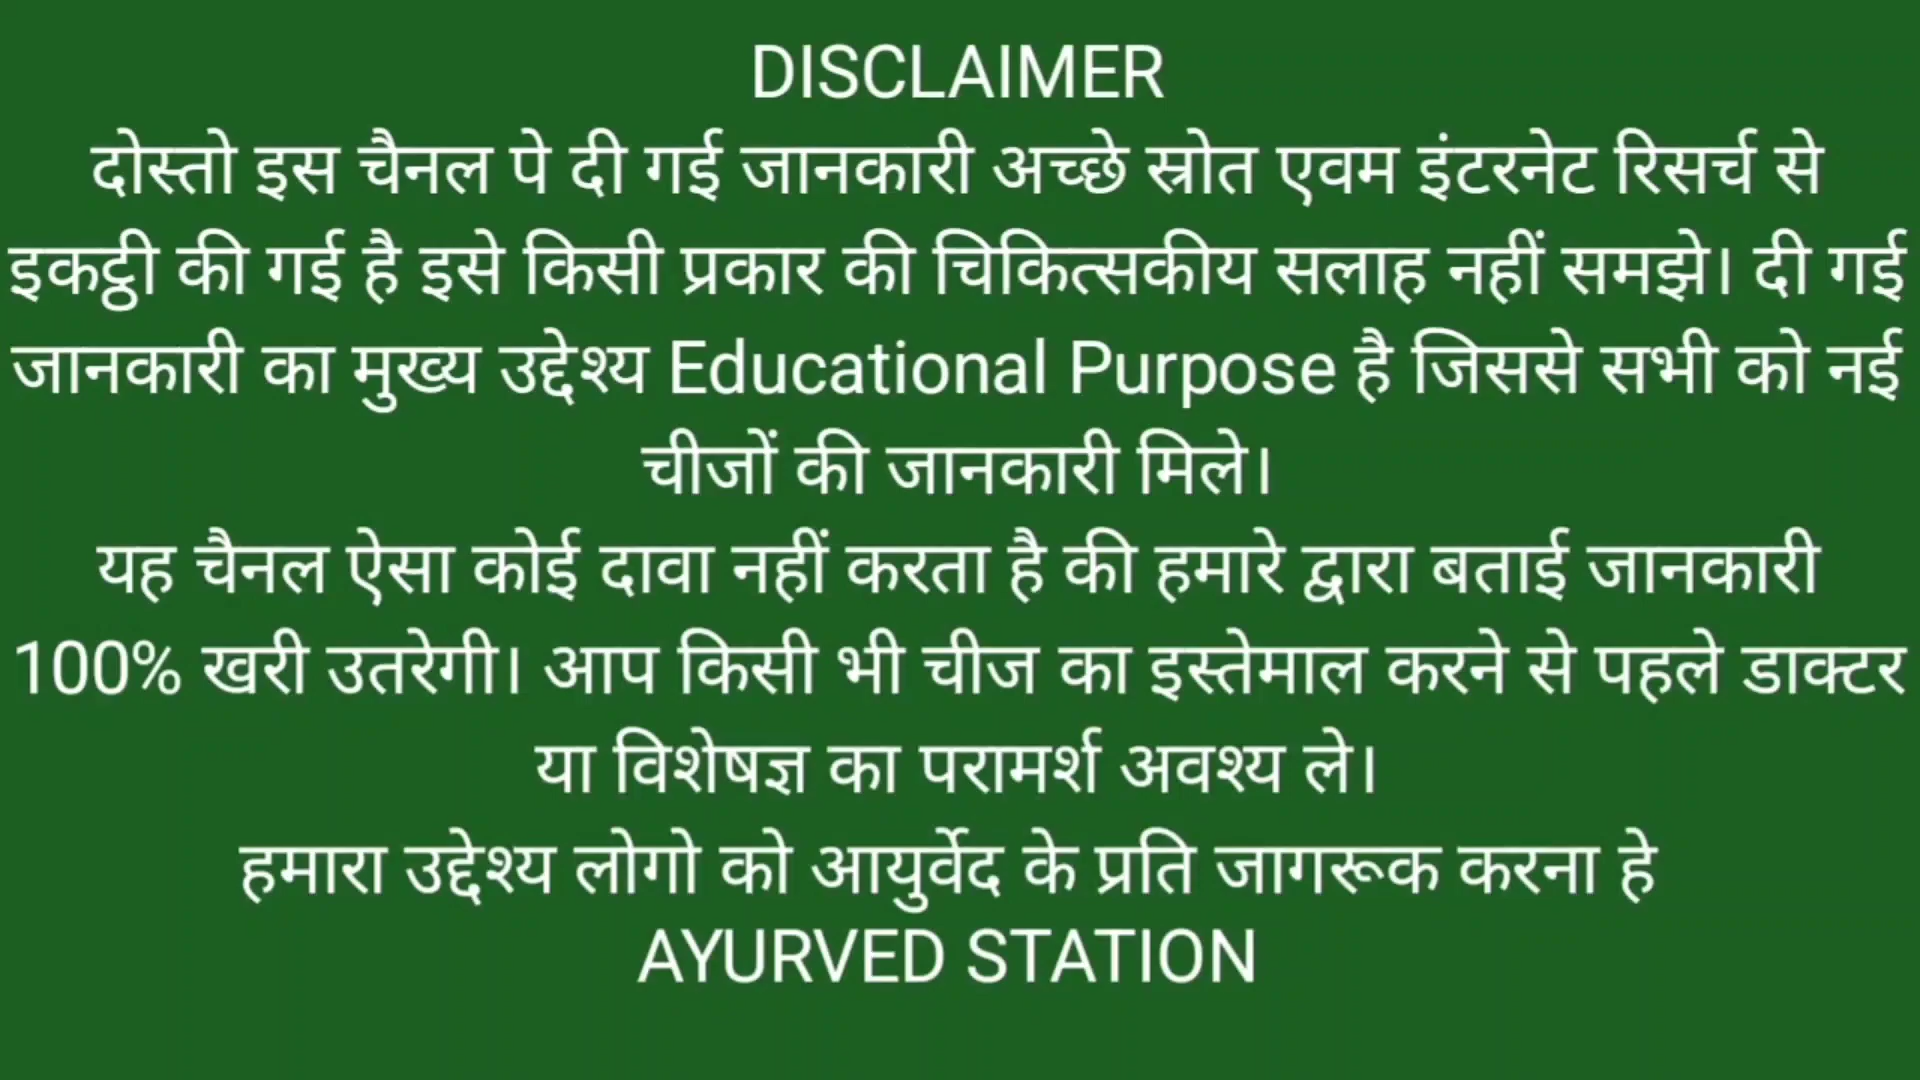 DISCLAIMER
दोस्तो इस चैनल पे दी गई जानकारी अच्छे स्रोत एवम इंटरनेट रिसर्च से
इकट्ठी की गई है इसे किसी प्रकार की चिकित्सकीय सलाह नहीं समझे। दी गई
जानकारी का मुख्य उद्देश्य Educational Purpose है जिससे सभी को नई
चीजों की जानकारी मिले।
यह चैनल ऐसा कोई दावा नहीं करता है की हमारे द्वारा बताई जानकारी
100% खरी उतरेगी। आप किसी भी चीज का इस्तेमाल करने से पहले डाक्टर
या विशेषज्ञ का परामर्श अवश्य ले।
हमारा उद्देश्य लोगो को आयुर्वेद के प्रति जागरूक करना हे
AYURVED STATION